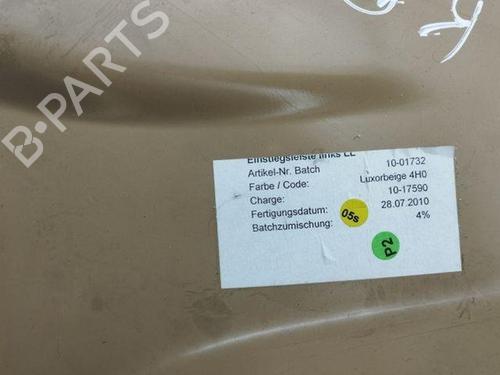 B-PARTS
Einstiegsleiste links LL
Artikel-Nr. Batch 10-01732
Farbe / Code: Luxorbeige 4H0
Charge: 10-17590
Fertigungsdatum: 28.07.2010
Batchzumischung: 4%
05s
P2